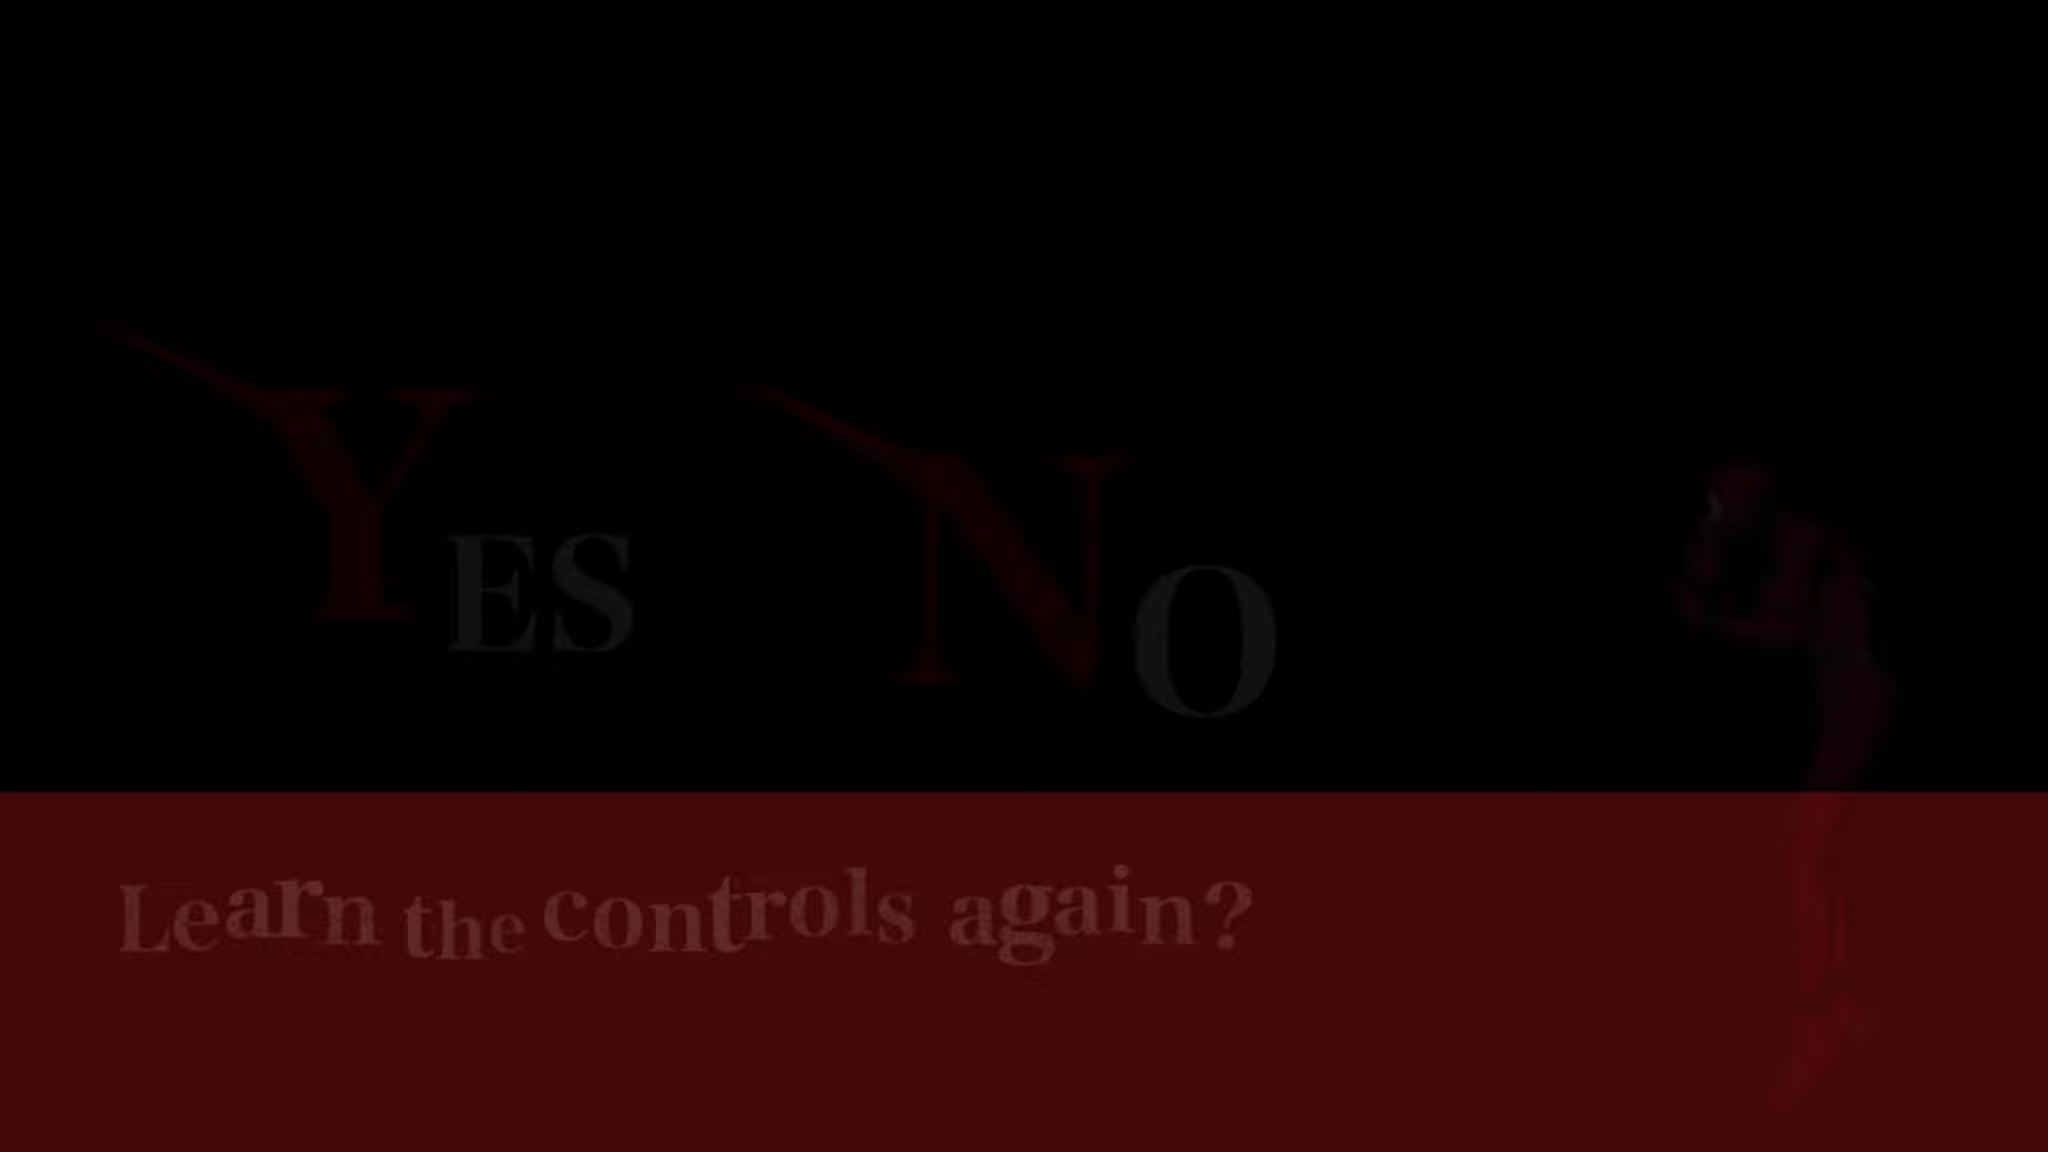 YES NO
Learn the controls again?